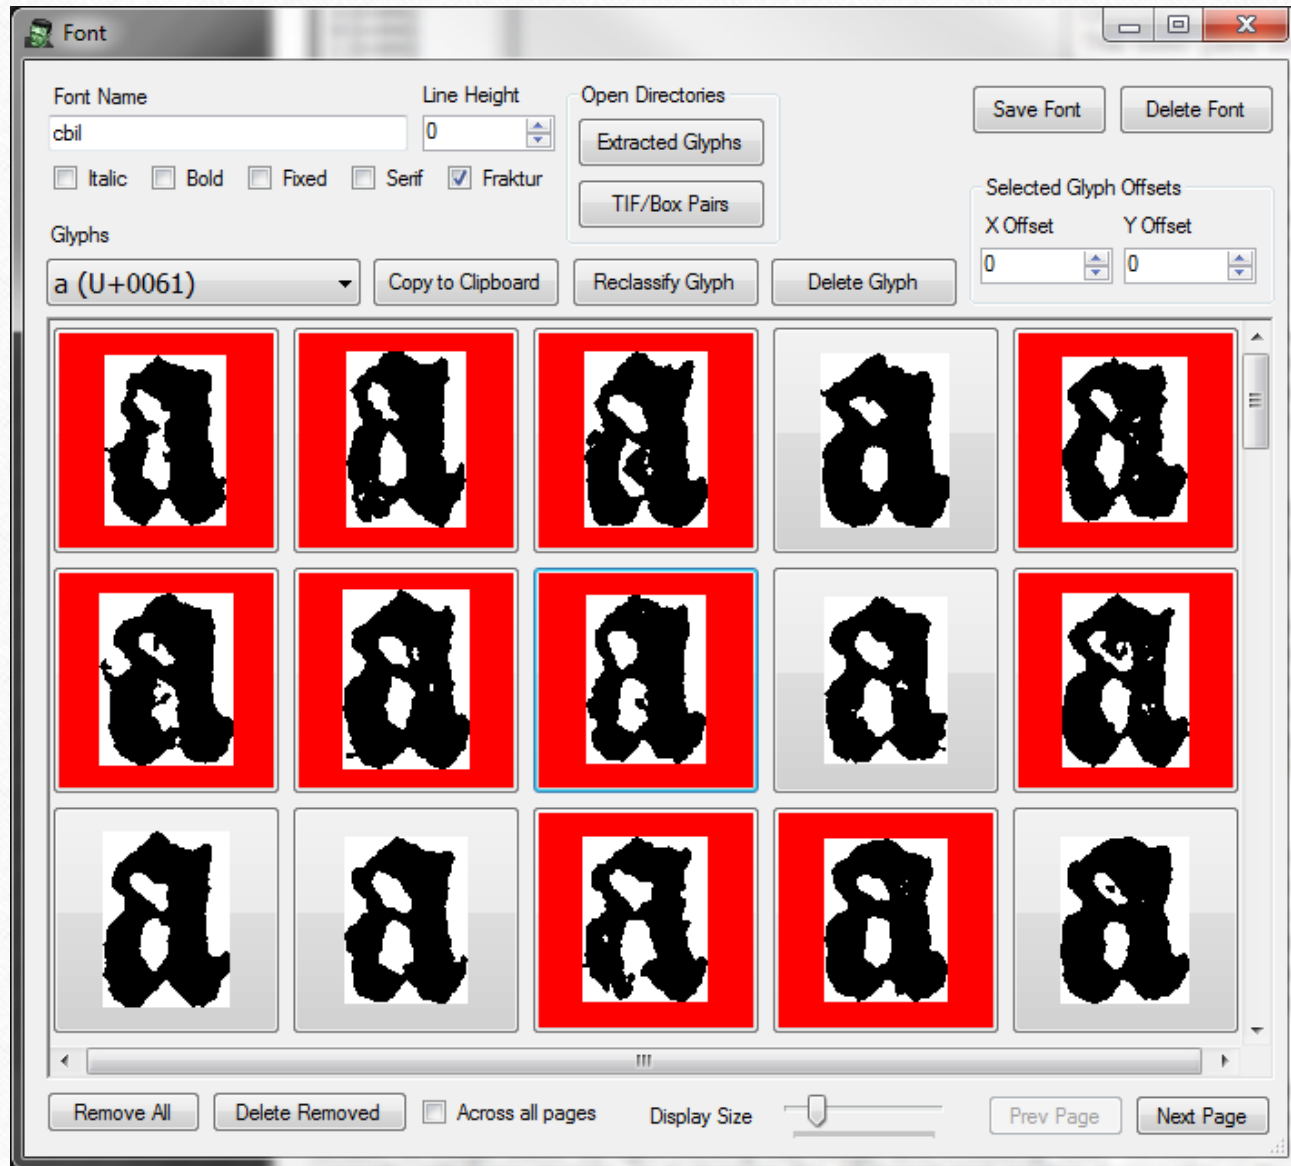 Font
Font Name
Line Height
Open Directories
Save Font
Delete Font
cbil
0
Extracted Glyphs
Italic
Bold
Fixed
Serif
Fraktur
TIF/Box Pairs
Selected Glyph Offsets
X Offset
Y Offset
Glyphs
0
0
a (U+0061)
Copy to Clipboard
Reclassify Glyph
Delete Glyph
a a a a a
a a a a a
a a a a a
Remove All
Delete Removed
Across all pages
Display Size
Prev Page
Next Page